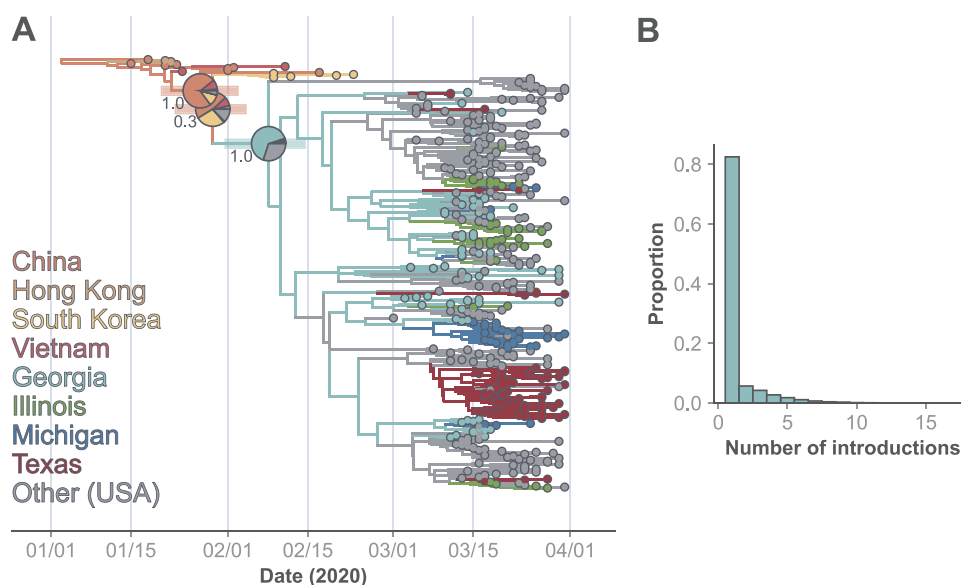 A
1.0
0.3
1.0
China
Hong Kong
South Korea
Vietnam
Georgia
Illinois
Michigan
Texas
Other (USA)
01/01 01/15 02/01 02/15 03/01 03/15 04/01
Date (2020)
B
Proportion
0.8
0.6
0.4
0.2
0.0
0 5 10 15
Number of introductions